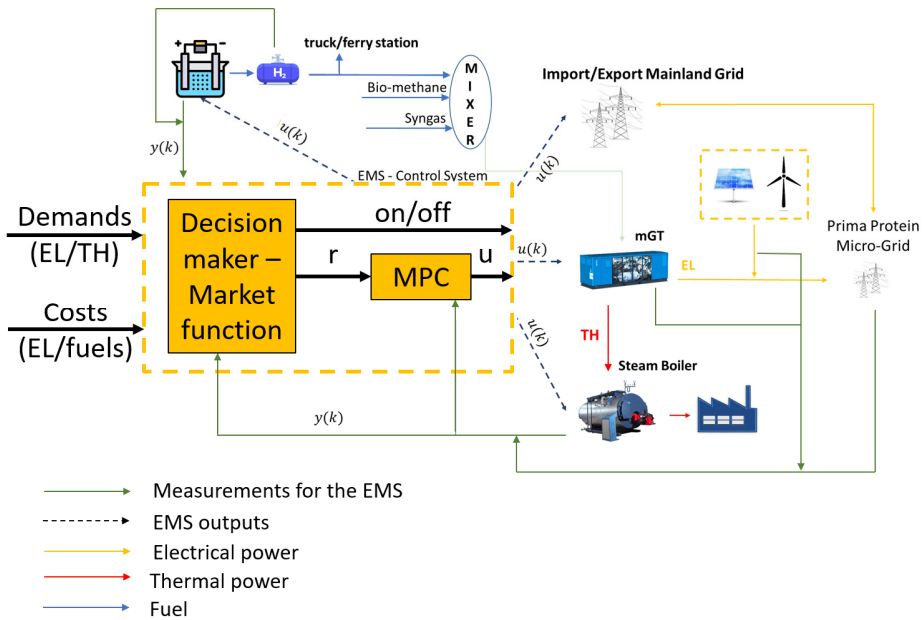 truck/ferry station
H₂
Bio-methane
Syngas
M
I
X
E
R
Import/Export Mainland Grid
y(k)
u(k)
EMS - Control System
u(k)
Demands
(EL/TH)
Costs
(EL/fuels)
Decision
maker –
Market
function
on/off
r
MPC
u
u(k)
u(k)
mGT
EL
TH
Prima Protein
Micro-Grid
Steam Boiler
y(k)
Measurements for the EMS
EMS outputs
Electrical power
Thermal power
Fuel